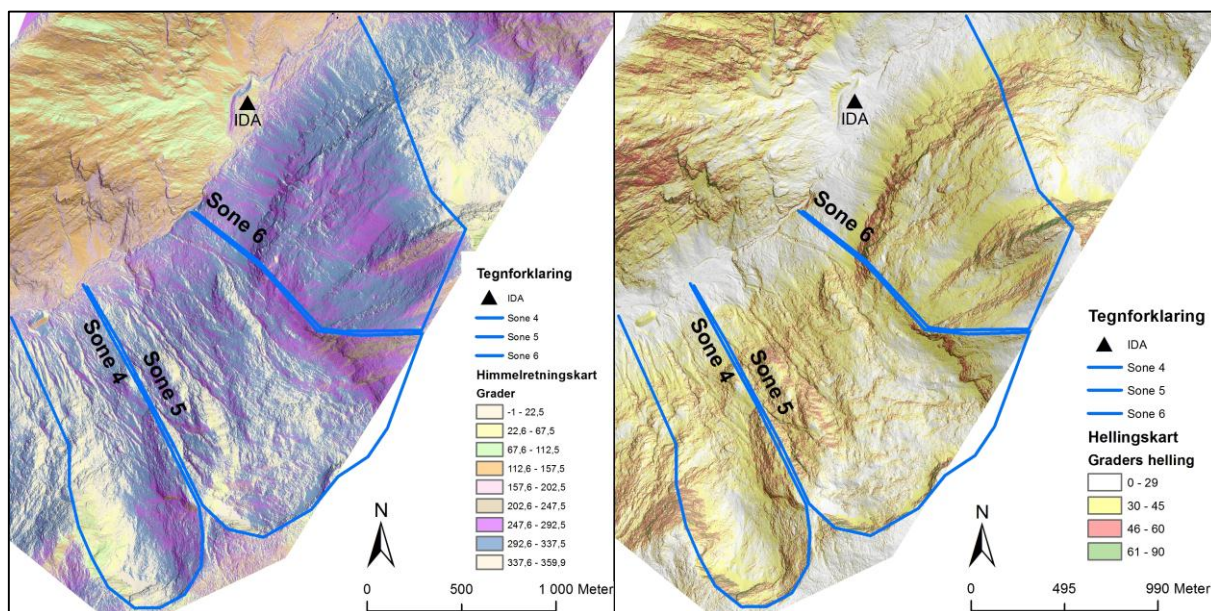 IDA
Sone 6
Sone 4
Sone 5
Tegnforklaring
IDA
Sone 4
Sone 5
Sone 6
Himmelretningskart
Grader
-1 - 22,5
22,6 - 67,5
67,6 - 112,5
112,6 - 157,5
157,6 - 202,5
202,6 - 247,5
247,6 - 292,5
292,6 - 337,5
337,6 - 359,9
N
0 500 1 000 Meter
IDA
Sone 6
Sone 4
Sone 5
Tegnforklaring
IDA
Sone 4
Sone 5
Sone 6
Hellingskart
Graders helling
0 - 29
30 - 45
46 - 60
61 - 90
N
0 495 990 Meter